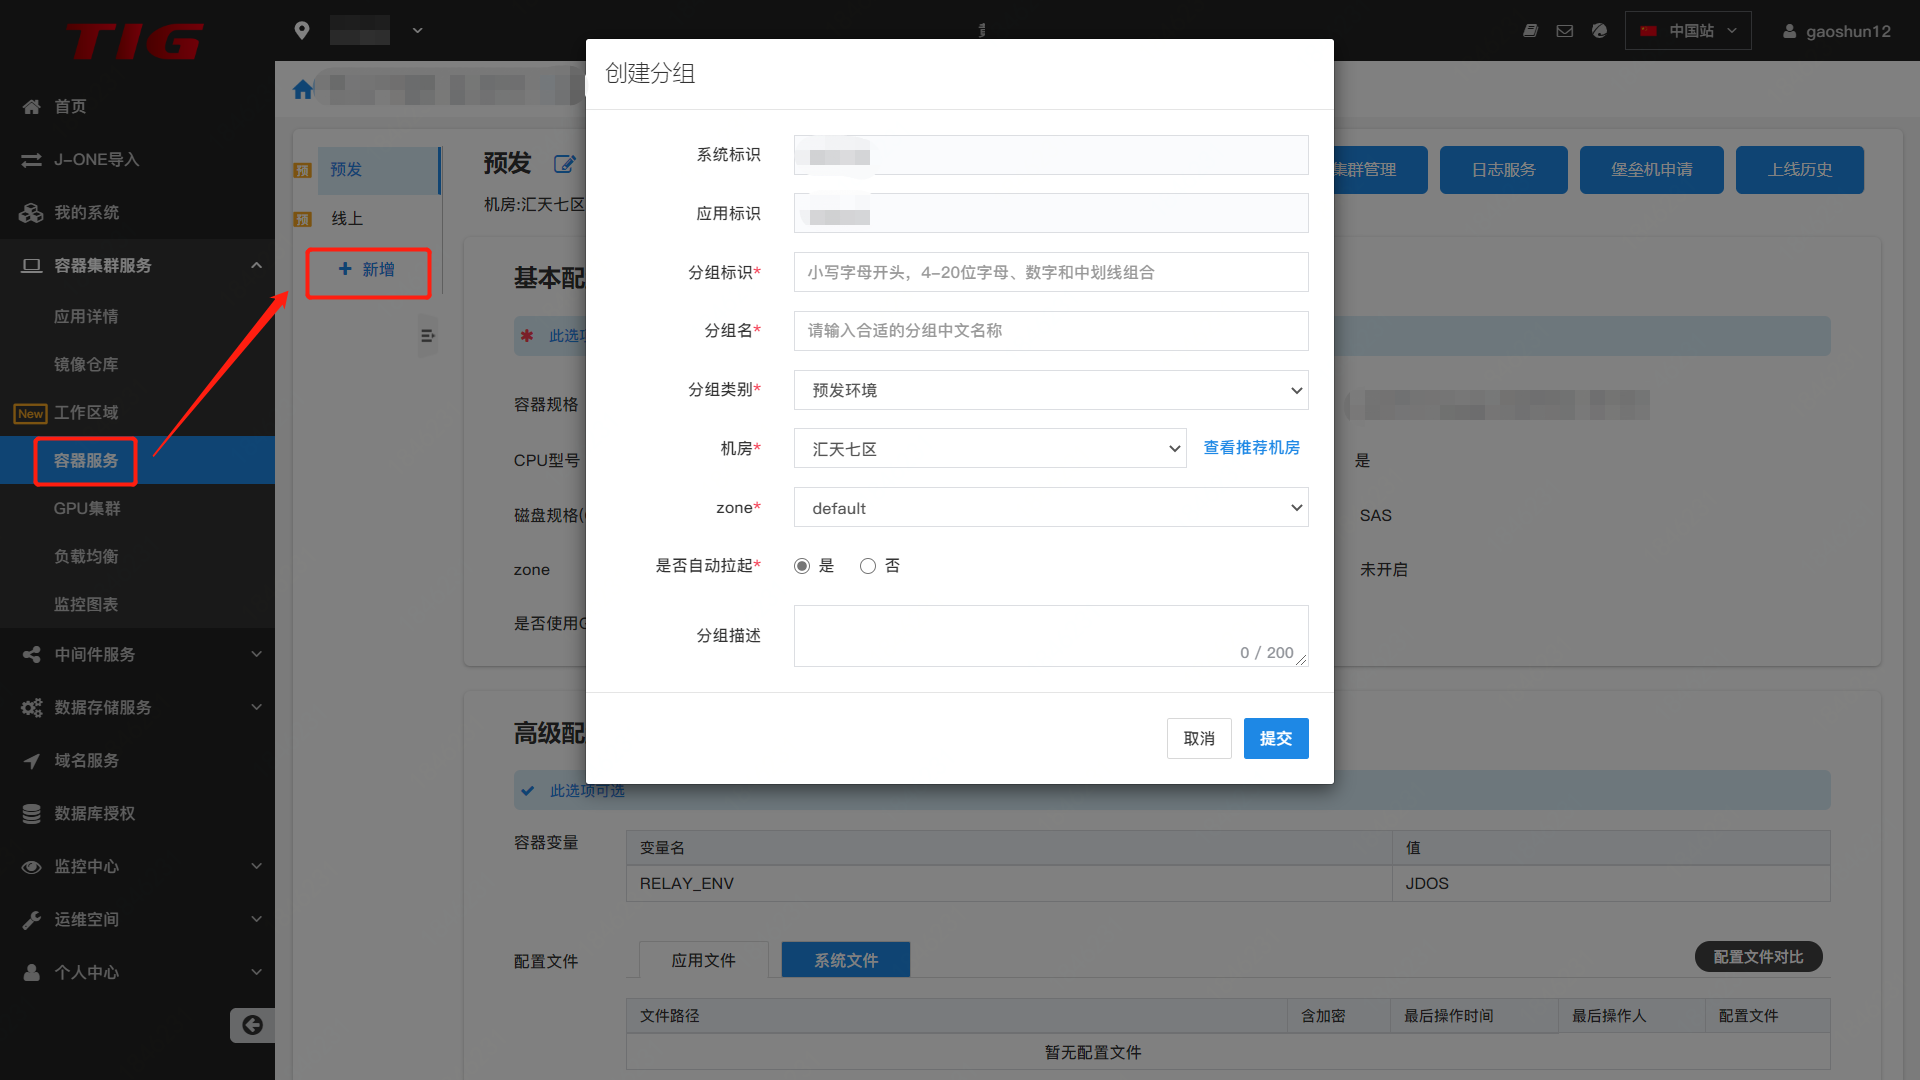 TIG
中国站
gaoshun12
首页
J-ONE导入
我的系统
容器集群服务
应用详情
镜像仓库
New 工作区域
容器服务
GPU集群
负载均衡
监控图表
中间件服务
数据存储服务
域名服务
数据库授权
监控中心
运维空间
个人中心
预 预发
预 线上
+ 新增
预发
机房:汇天七区
集群管理
日志服务
堡垒机申请
上线历史
基本配
* 此选项
容器规格
CPU型号
是
磁盘规格(
SAS
zone
未开启
是否使用G
创建分组
系统标识
应用标识
分组标识*
小写字母开头，4-20位字母、数字和中划线组合
分组名*
请输入合适的分组中文名称
分组类别*
预发环境
机房*
汇天七区
查看推荐机房
zone*
default
是否自动拉起*
是
否
分组描述
0 / 200
取消
提交
高级配
此选项可选
容器变量
变量名 值
RELAY_ENV JDOS
配置文件
应用文件
系统文件
配置文件对比
文件路径 含加密 最后操作时间 最后操作人 配置文件
暂无配置文件